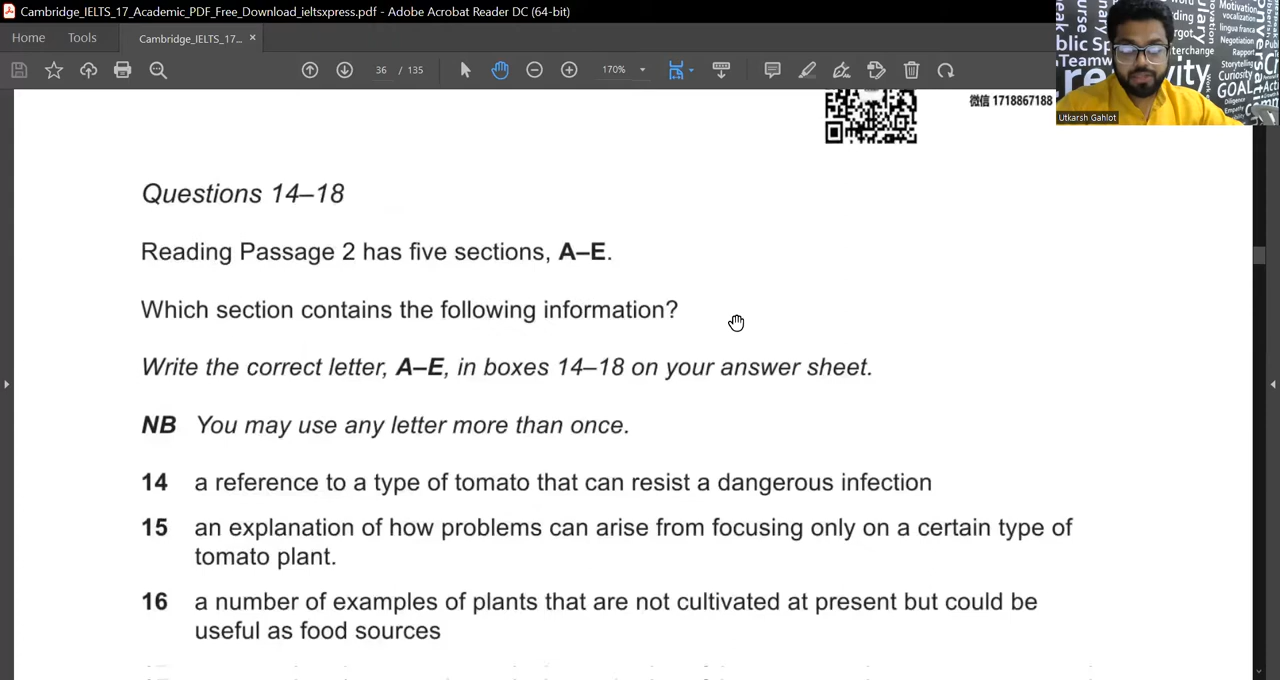 Cambridge_IELTS_17_Academic_PDF_Free_Download_ieltsxpress.pdf - Adobe Acrobat Reader DC (64-bit)
Home Tools Cambridge_IELTS_17... ×
36 / 135 170%
微信 1718867188
Utkarsh Gahlot
Questions 14–18
Reading Passage 2 has five sections, A–E.
Which section contains the following information?
Write the correct letter, A–E, in boxes 14–18 on your answer sheet.
NB You may use any letter more than once.
14 a reference to a type of tomato that can resist a dangerous infection
15 an explanation of how problems can arise from focusing only on a certain type of
tomato plant.
16 a number of examples of plants that are not cultivated at present but could be
useful as food sources